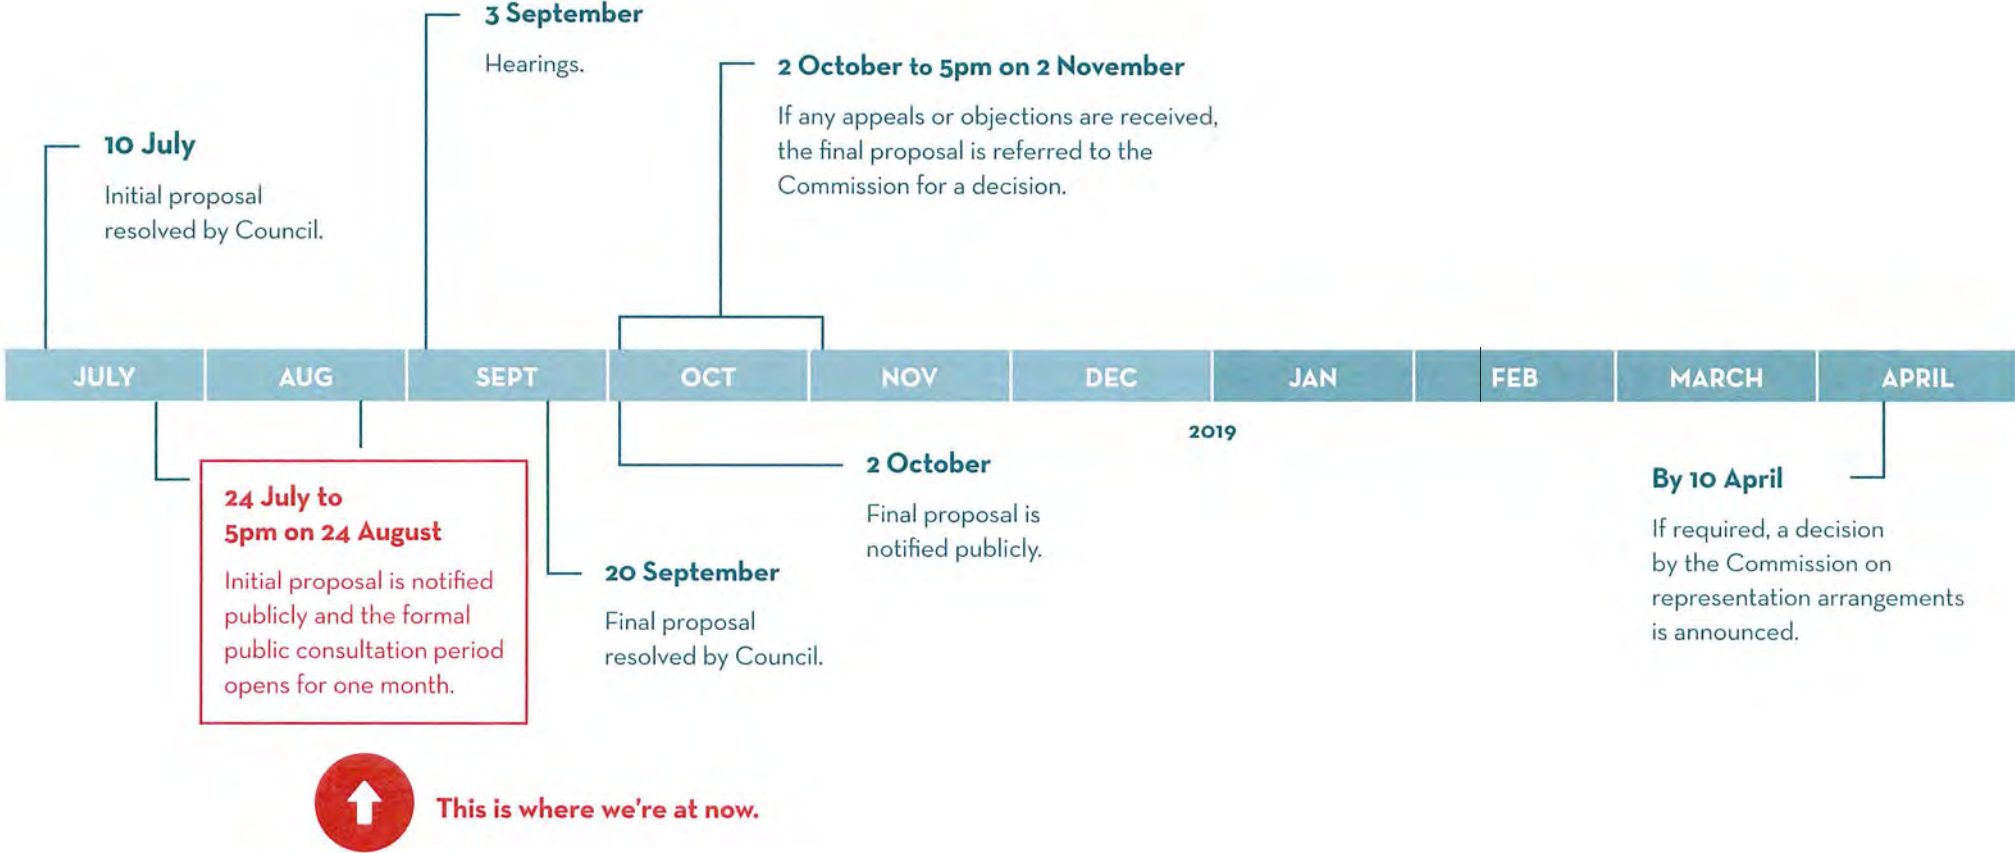 3 September
Hearings.
2 October to 5pm on 2 November
If any appeals or objections are received,
the final proposal is referred to the
Commission for a decision.
10 July
Initial proposal
resolved by Council.
JULY
AUG
SEPT
OCT
NOV
DEC
JAN
FEB
MARCH
APRIL
2019
24 July to
5pm on 24 August
Initial proposal is notified
publicly and the formal
public consultation period
opens for one month.
20 September
Final proposal
resolved by Council.
2 October
Final proposal is
notified publicly.
By 10 April
If required, a decision
by the Commission on
representation arrangements
is announced.
This is where we're at now.